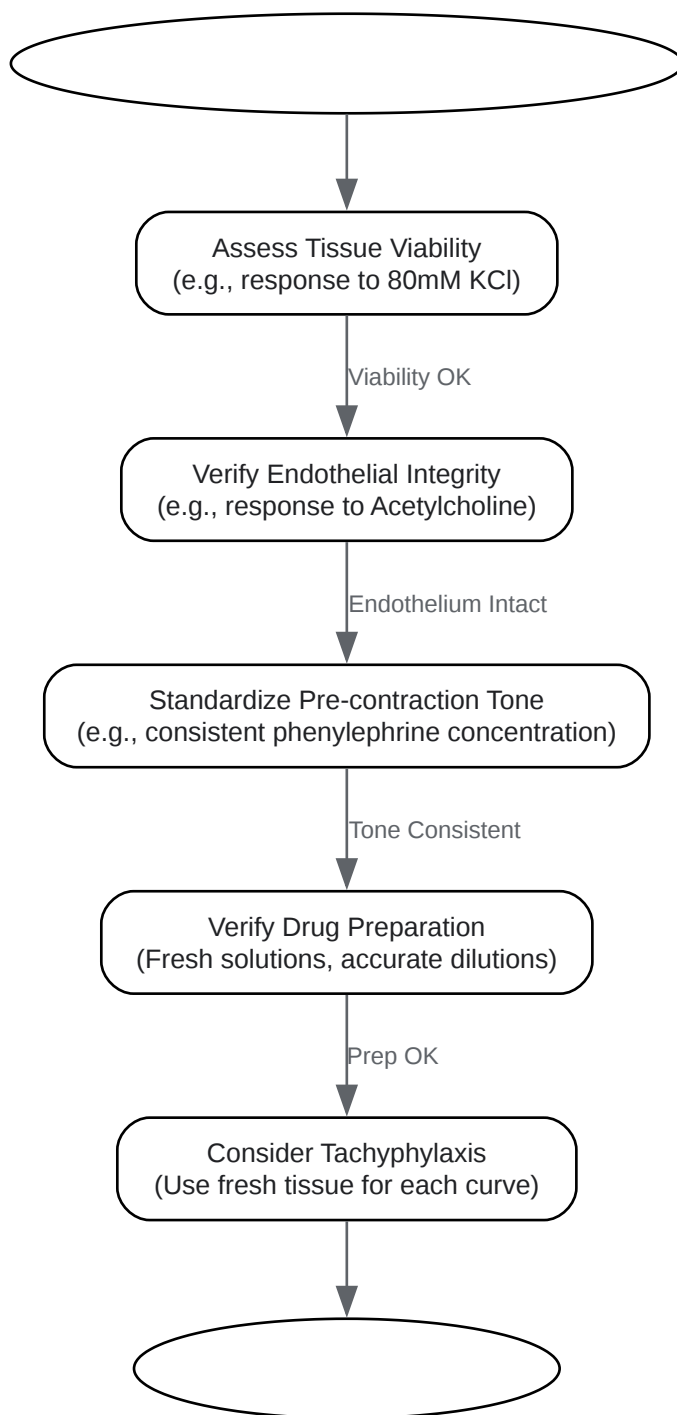 Assess Tissue Viability
(e.g., response to 80mM KCl)
Viability OK
Verify Endothelial Integrity
(e.g., response to Acetylcholine)
Endothelium Intact
Standardize Pre-contraction Tone
(e.g., consistent phenylephrine concentration)
Tone Consistent
Verify Drug Preparation
(Fresh solutions, accurate dilutions)
Prep OK
Consider Tachyphylaxis
(Use fresh tissue for each curve)